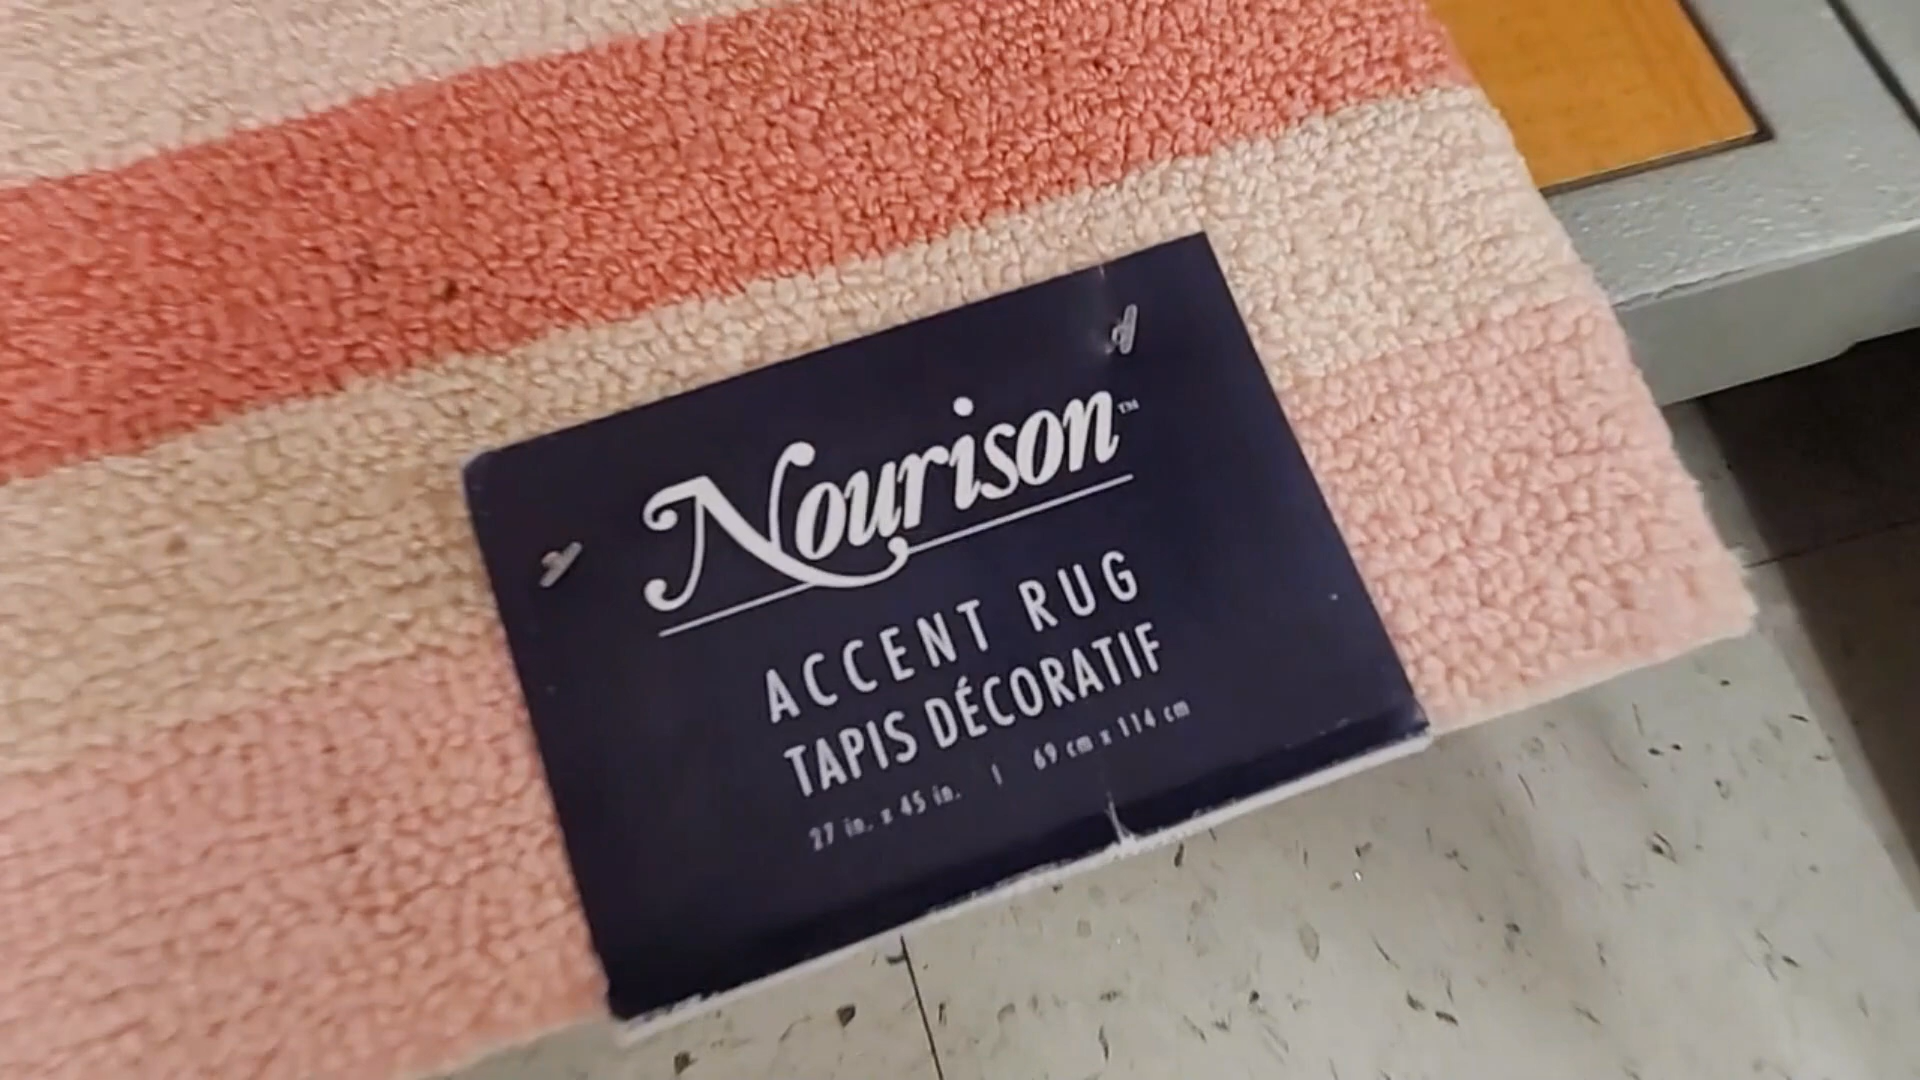 Nourison™
ACCENT RUG
TAPIS DÉCORATIF
27 in. x 45 in. | 69 cm x 114 cm